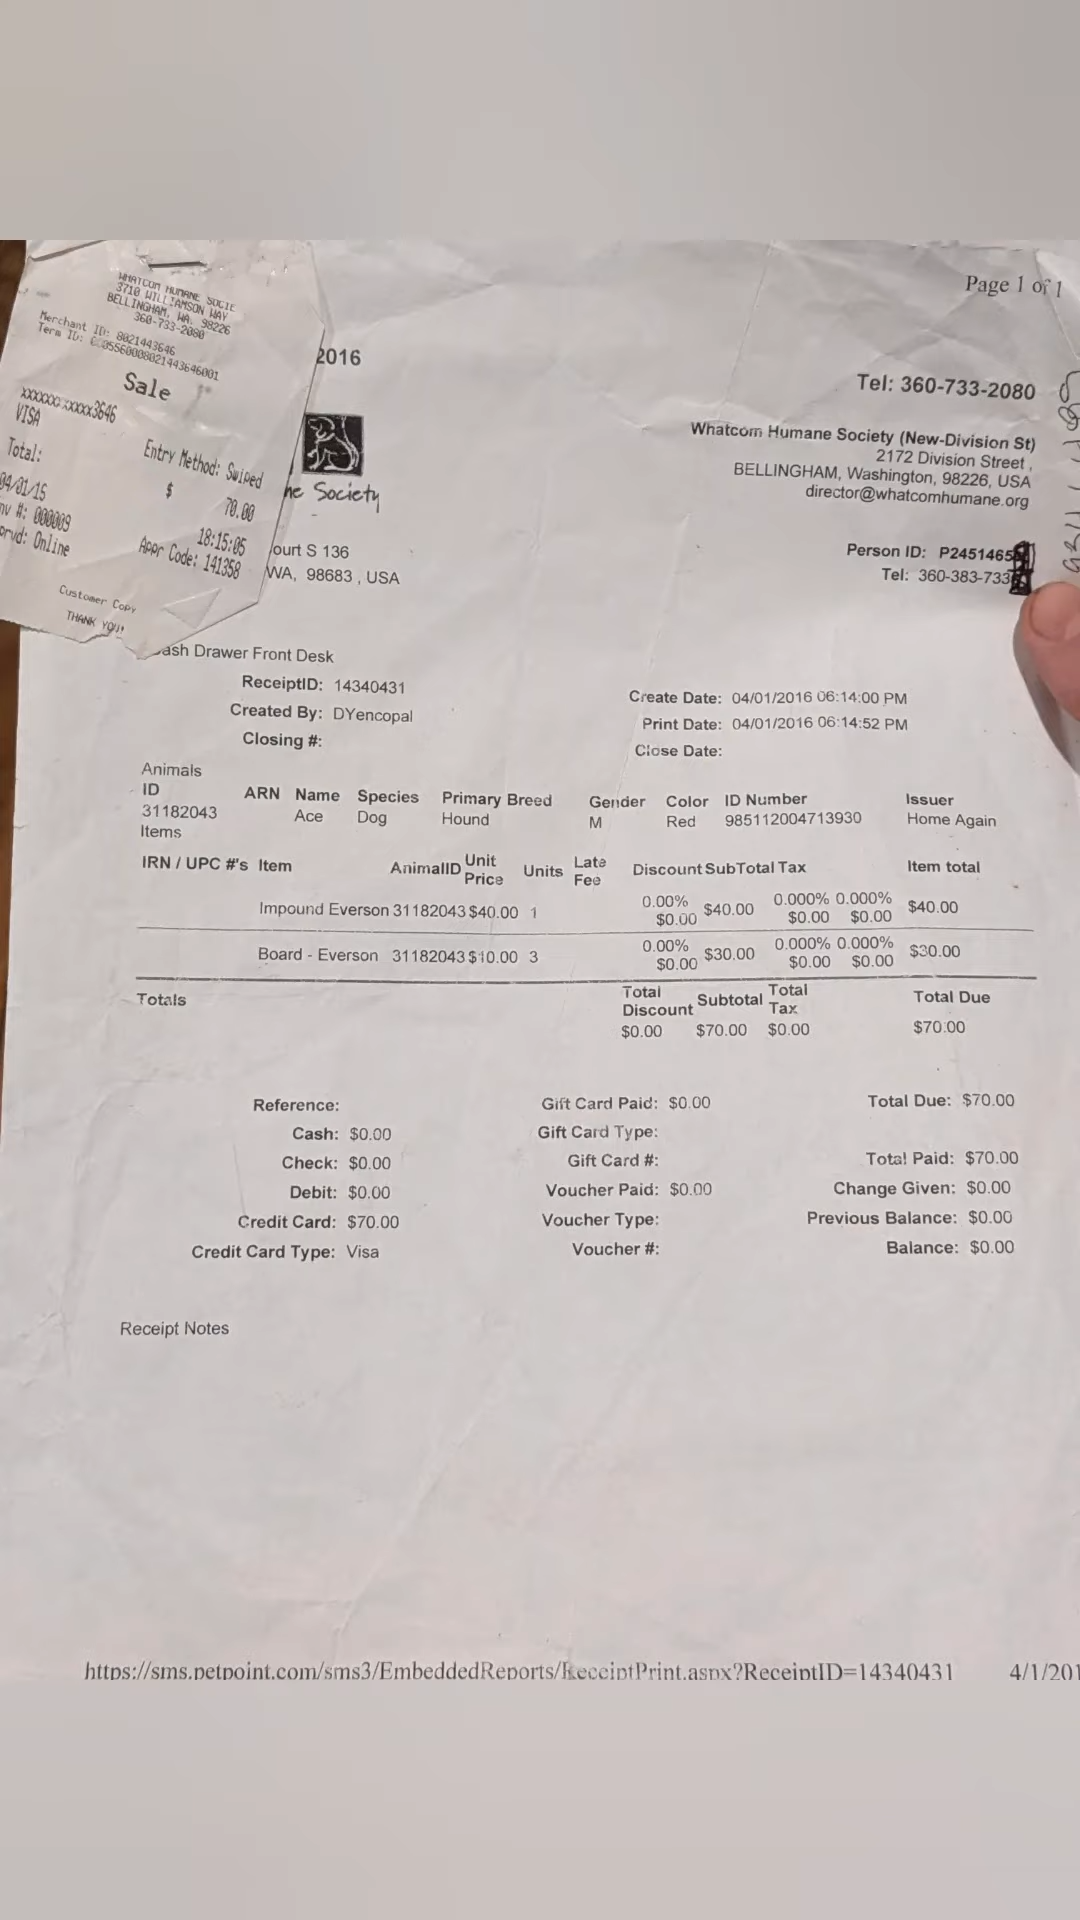 WHATCOM HUMANE SOCIE
3710 WILLIAMSON WAY
BELLINGHAM, WA. 98226
360-733-2080
Merchant ID: 8021443646
Term ID:
Sale
xxxxxx xxxxx3646
VISA
Entry Method: Swiped
Total: $ 70.00
04/01/15 18:15:05
nv #: 000009 Appr Code: 141358
prvd: Online
Customer Copy
THANK YOU!
Page 1 of 1
2016
Tel: 360-733-2080
Whatcom Humane Society (New-Division St)
2172 Division Street ,
BELLINGHAM, Washington, 98226, USA
director@whatcomhumane.org
ne Society
ourt S 136
WA, 98683 , USA
Person ID: P2451465
Tel: 360-383-733
ash Drawer Front Desk
ReceiptID: 14340431
Created By: DYencopal
Closing #:
Create Date: 04/01/2016 06:14:00 PM
Print Date: 04/01/2016 06:14:52 PM
Close Date:
Animals
ID ARN Name Species Primary Breed Gender Color ID Number Issuer
31182043 Ace Dog Hound M Red 985112004713930 Home Again
Items
IRN / UPC #'s Item AnimalID Unit Price Units Late Fee Discount SubTotal Tax Item total
Impound Everson 31182043 $40.00 1 0.00% $0.00 $40.00 0.000% $0.00 0.000% $0.00 $40.00
Board - Everson 31182043 $10.00 3 0.00% $0.00 $30.00 0.000% $0.00 0.000% $0.00 $30.00
Totals Total Discount Subtotal Total Tax Total Due
$0.00 $70.00 $0.00 $70.00
Reference: Gift Card Paid: $0.00 Total Due: $70.00
Cash: $0.00 Gift Card Type:
Check: $0.00 Gift Card #: Total Paid: $70.00
Debit: $0.00 Voucher Paid: $0.00 Change Given: $0.00
Credit Card: $70.00 Voucher Type: Previous Balance: $0.00
Credit Card Type: Visa Voucher #: Balance: $0.00
Receipt Notes
https://sms.petpoint.com/sms3/EmbeddedReports/ReceiptPrint.aspx?ReceiptID=14340431 4/1/201